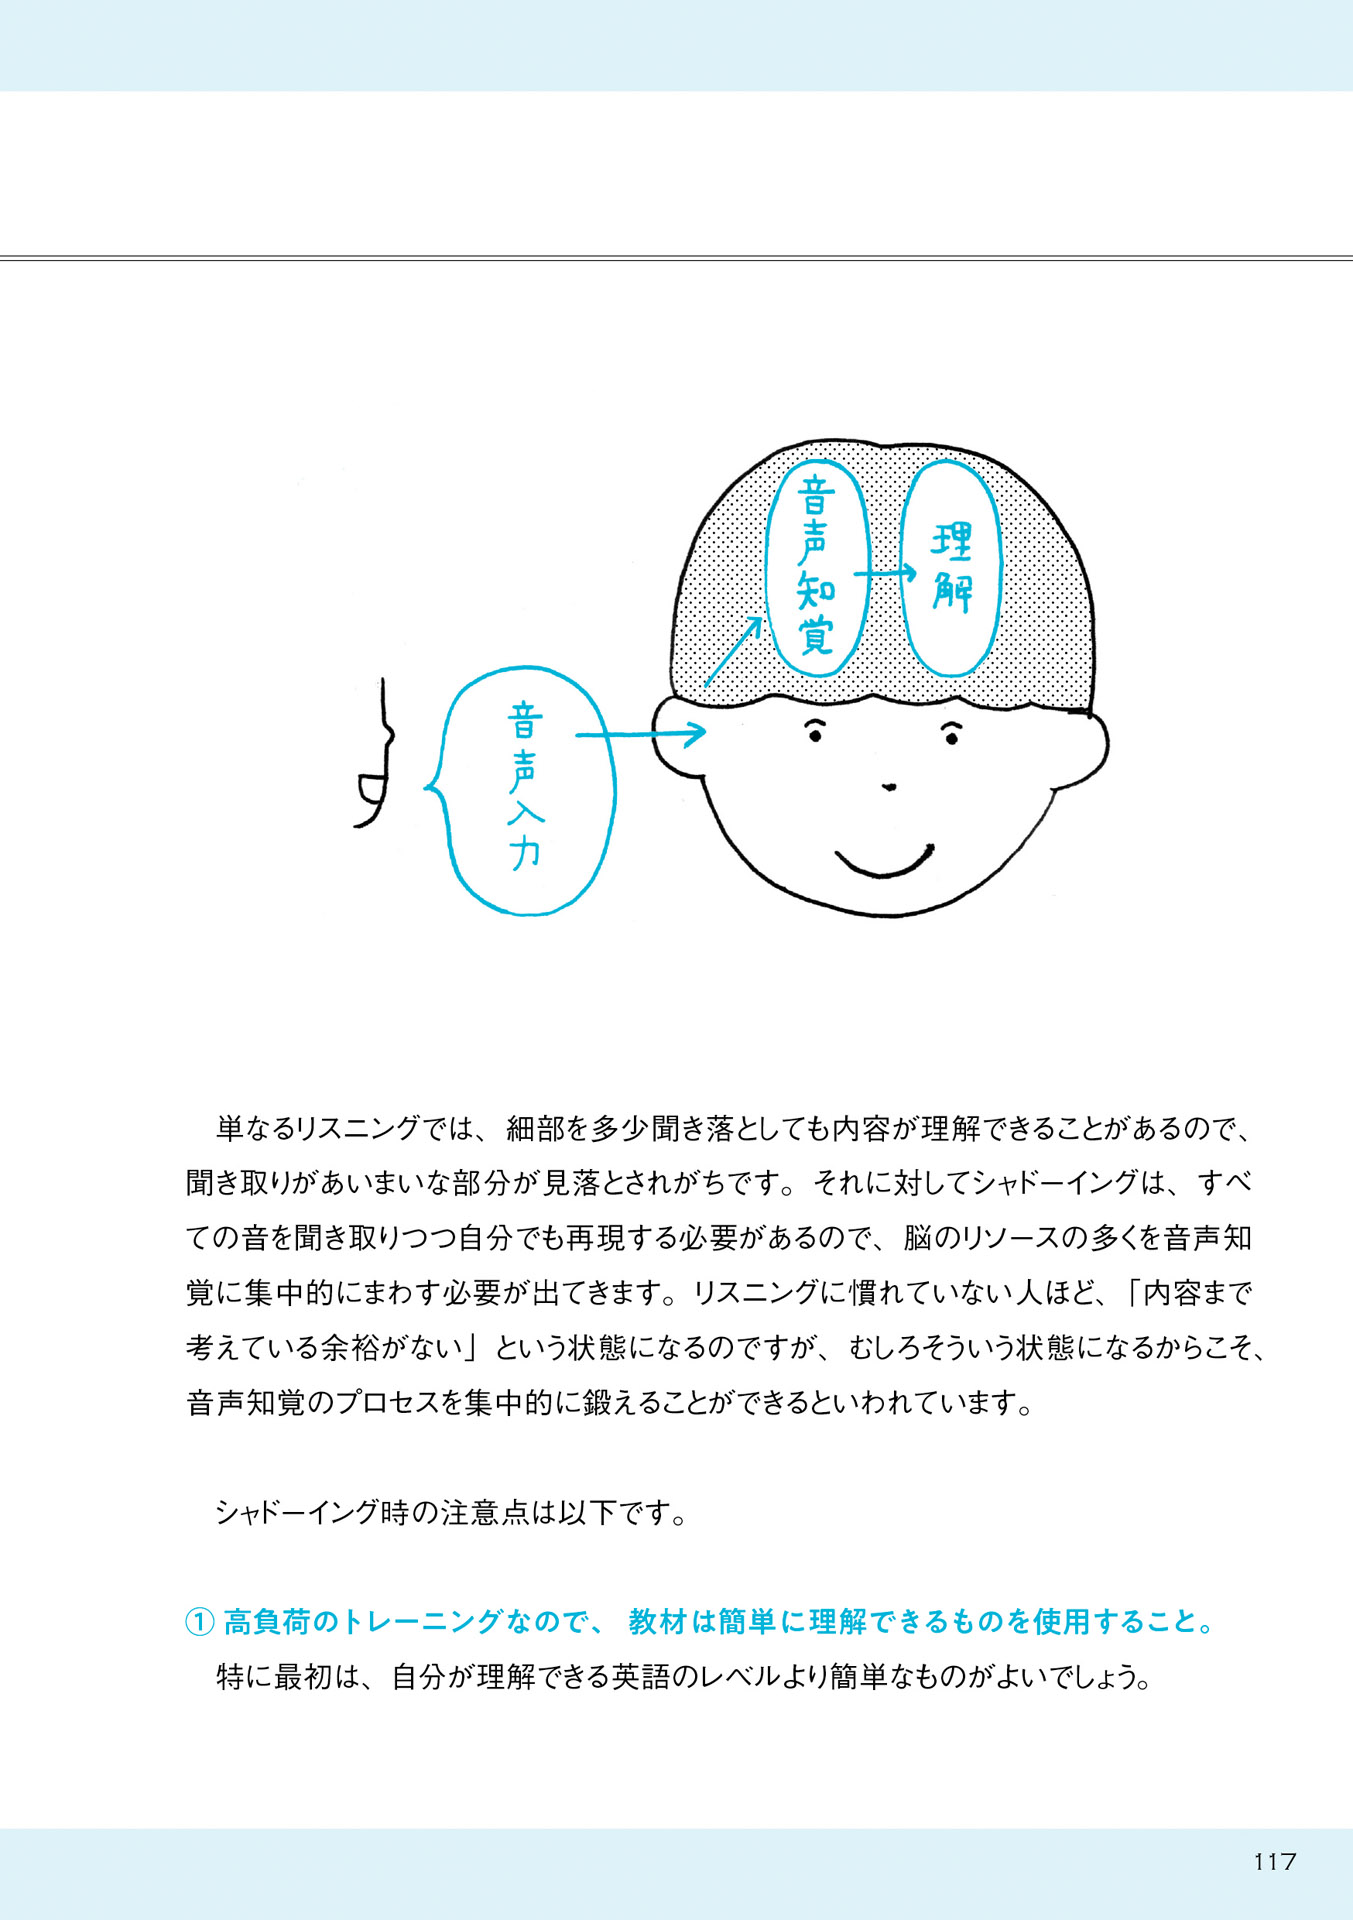 音声知覚
理解
音声入力
単なるリスニングでは、細部を多少聞き落としても内容が理解できることがあるので、
聞き取りがあいまいな部分が見落とされがちです。それに対してシャドーイングは、すべ
ての音を聞き取りつつ自分でも再現する必要があるので、脳のリソースの多くを音声知
覚に集中的にまわす必要が出てきます。リスニングに慣れていない人ほど、「内容まで
考えている余裕がない」という状態になるのですが、むしろそういう状態になるからこそ、
音声知覚のプロセスを集中的に鍛えることができるといわれています。
シャドーイング時の注意点は以下です。
① 高負荷のトレーニングなので、教材は簡単に理解できるものを使用すること。
特に最初は、自分が理解できる英語のレベルより簡単なものがよいでしょう。
117